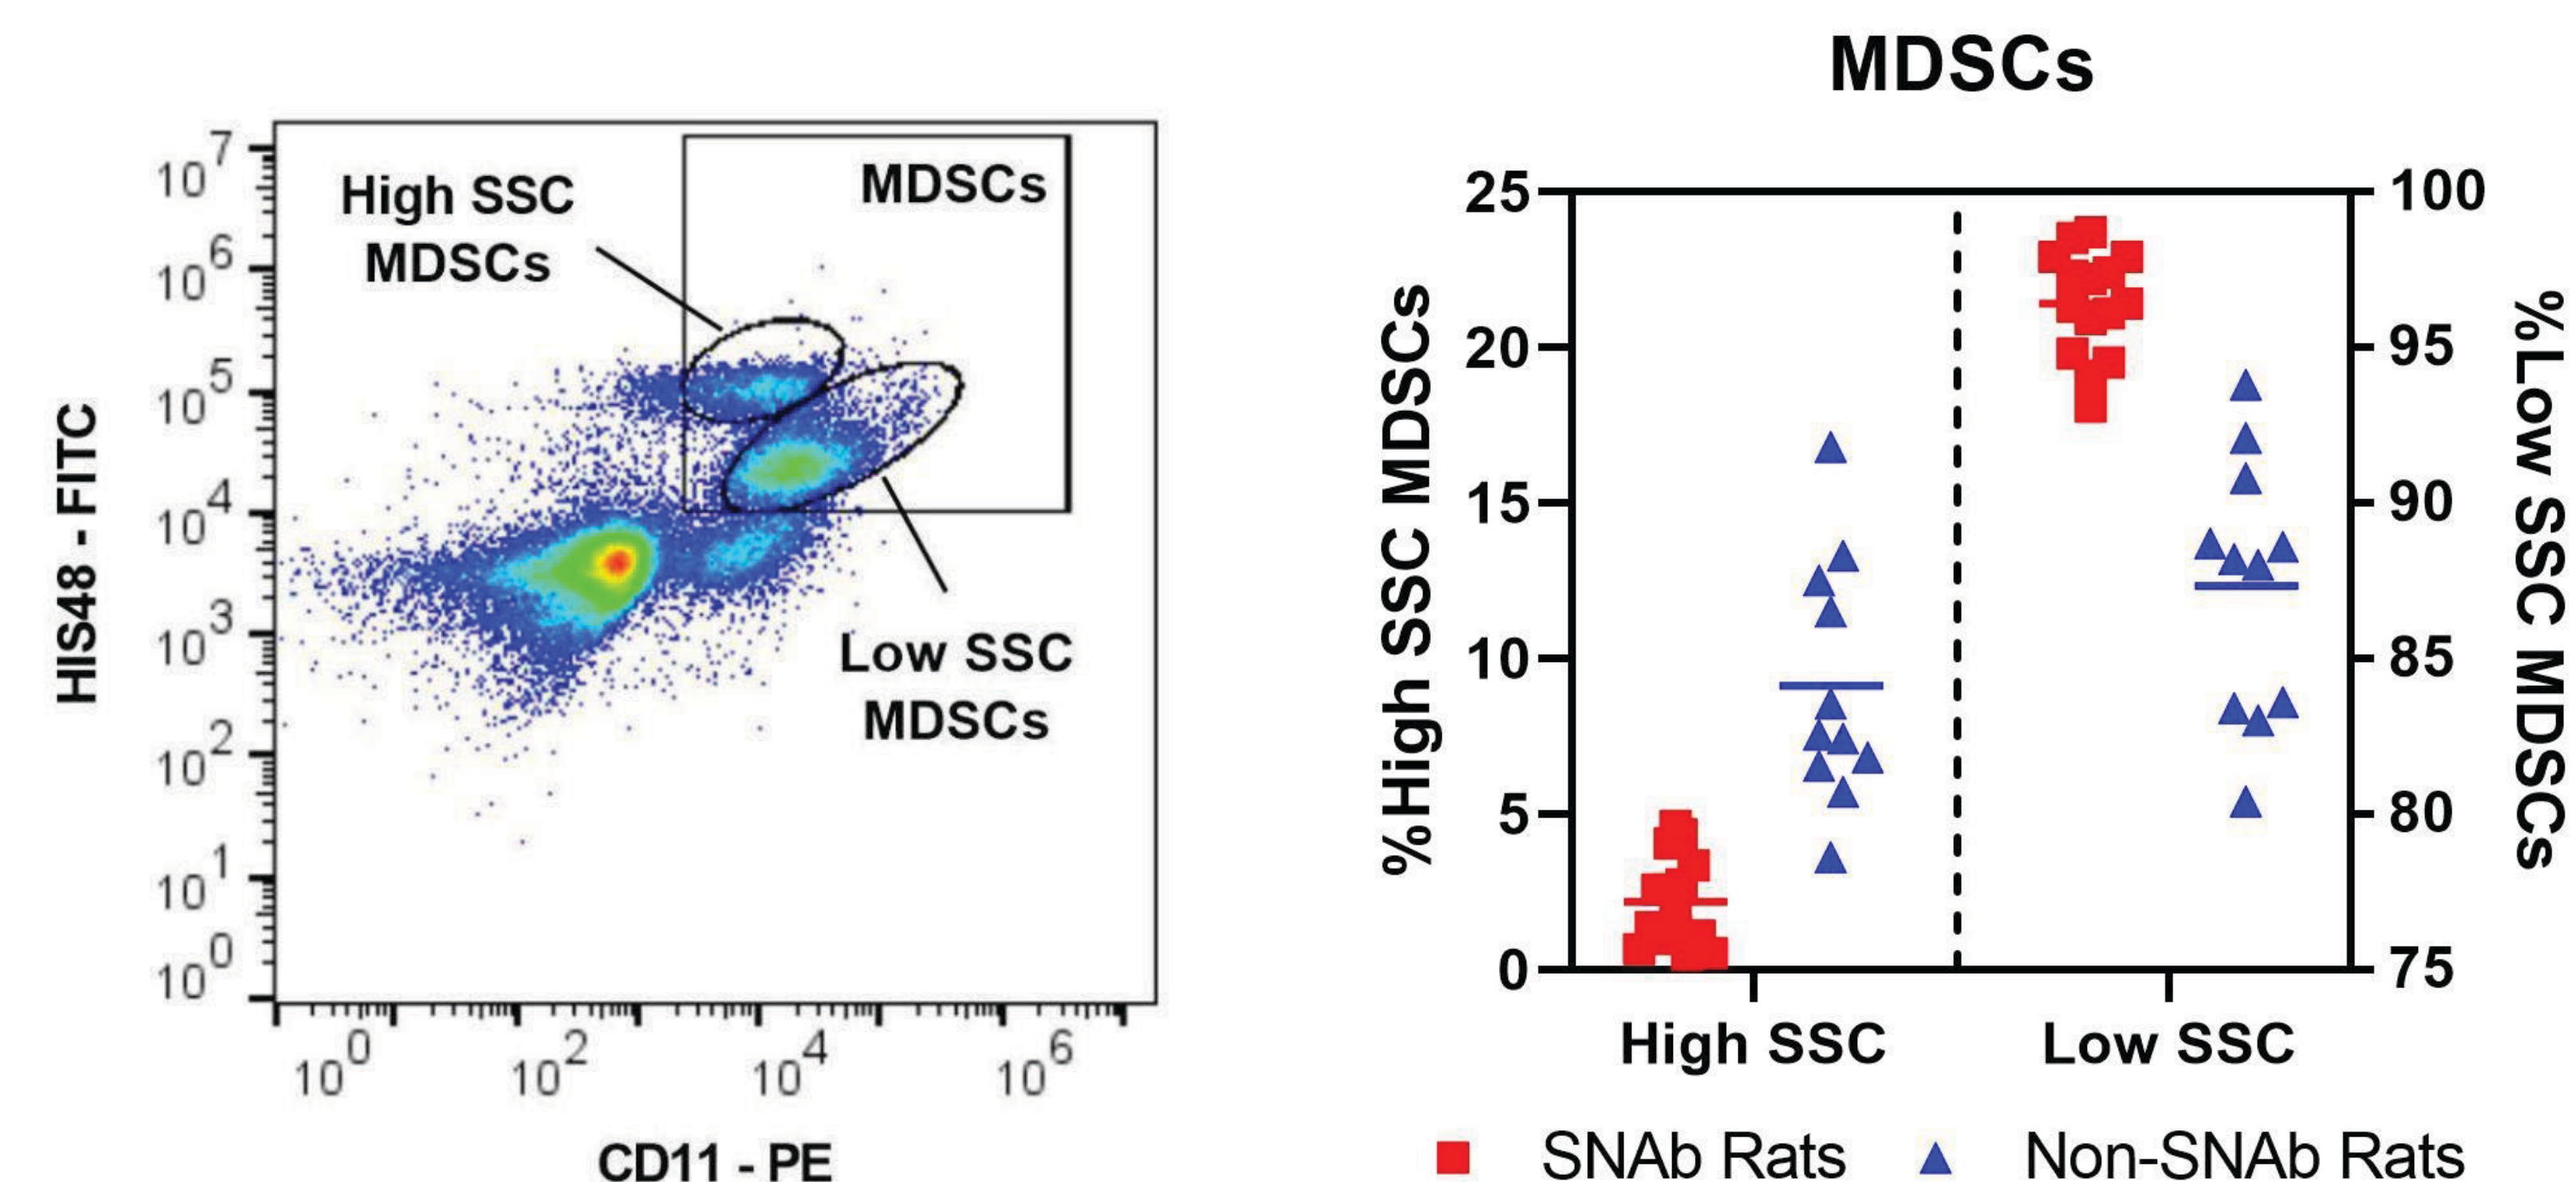 High SSC
MDSCs
MDSCs
Low SSC
MDSCs
HIS48 - FITC
10^7
10^6
10^5
10^4
10^3
10^2
10^1
10^0
10^0 10^2 10^4 10^6
CD11 - PE
MDSCs
%High SSC MDSCs
25
20
15
10
5
0
100
95
90
85
80
75
%Low SSC MDSCs
High SSC Low SSC
SNAb Rats Non-SNAb Rats